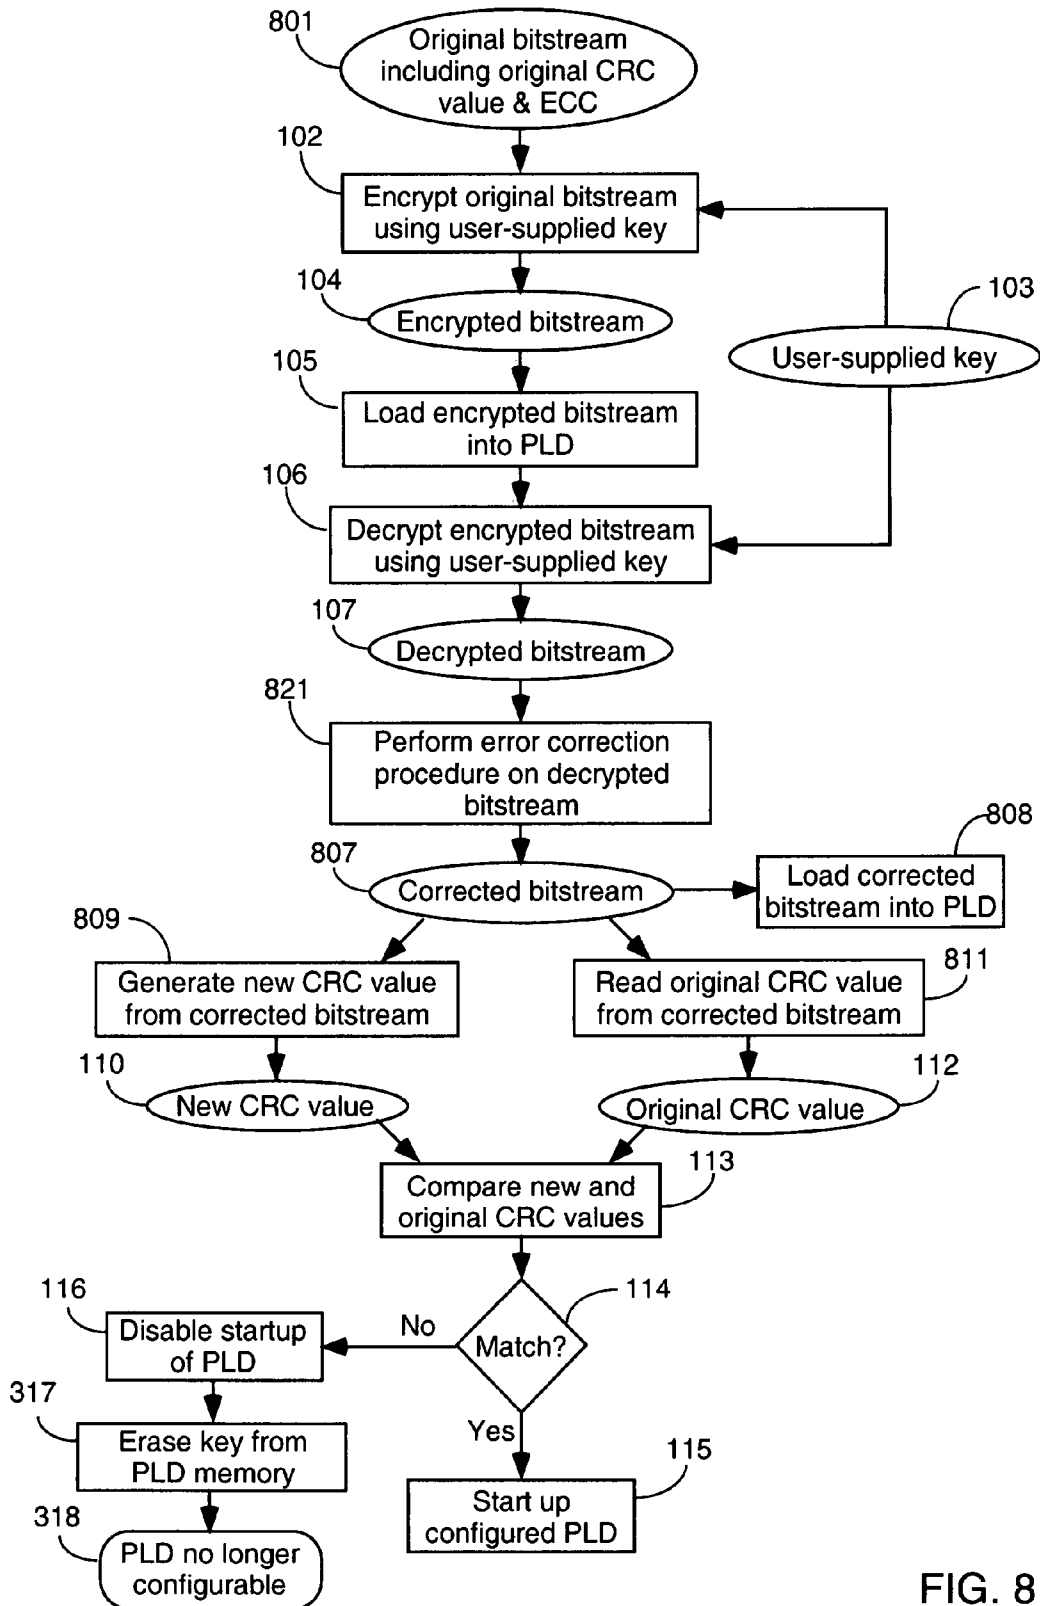 801
Original bitstream
including original CRC
value & ECC
102
Encrypt original bitstream
using user-supplied key
104
Encrypted bitstream
103
User-supplied key
105
Load encrypted bitstream
into PLD
106
Decrypt encrypted bitstream
using user-supplied key
107
Decrypted bitstream
821
Perform error correction
procedure on decrypted
bitstream
807
Corrected bitstream
808
Load corrected
bitstream into PLD
809
Generate new CRC value
from corrected bitstream
811
Read original CRC value
from corrected bitstream
110
New CRC value
112
Original CRC value
113
Compare new and
original CRC values
114
Match?
No
116
Disable startup
of PLD
Yes
317
Erase key from
PLD memory
115
Start up
configured PLD
318
PLD no longer
configurable
FIG. 8